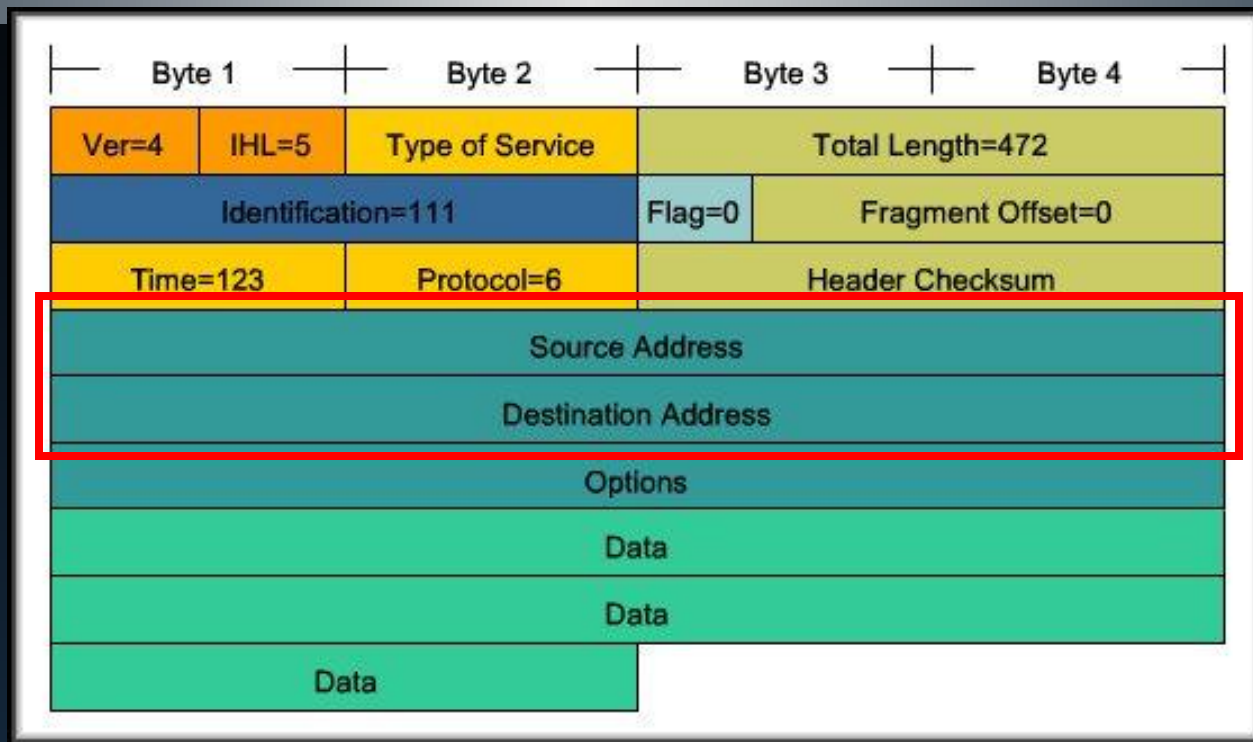 Byte 1 Byte 2 Byte 3 Byte 4
Ver=4 IHL=5 Type of Service Total Length=472
Identification=111 Flag=0 Fragment Offset=0
Time=123 Protocol=6 Header Checksum
Source Address
Destination Address
Options
Data
Data
Data